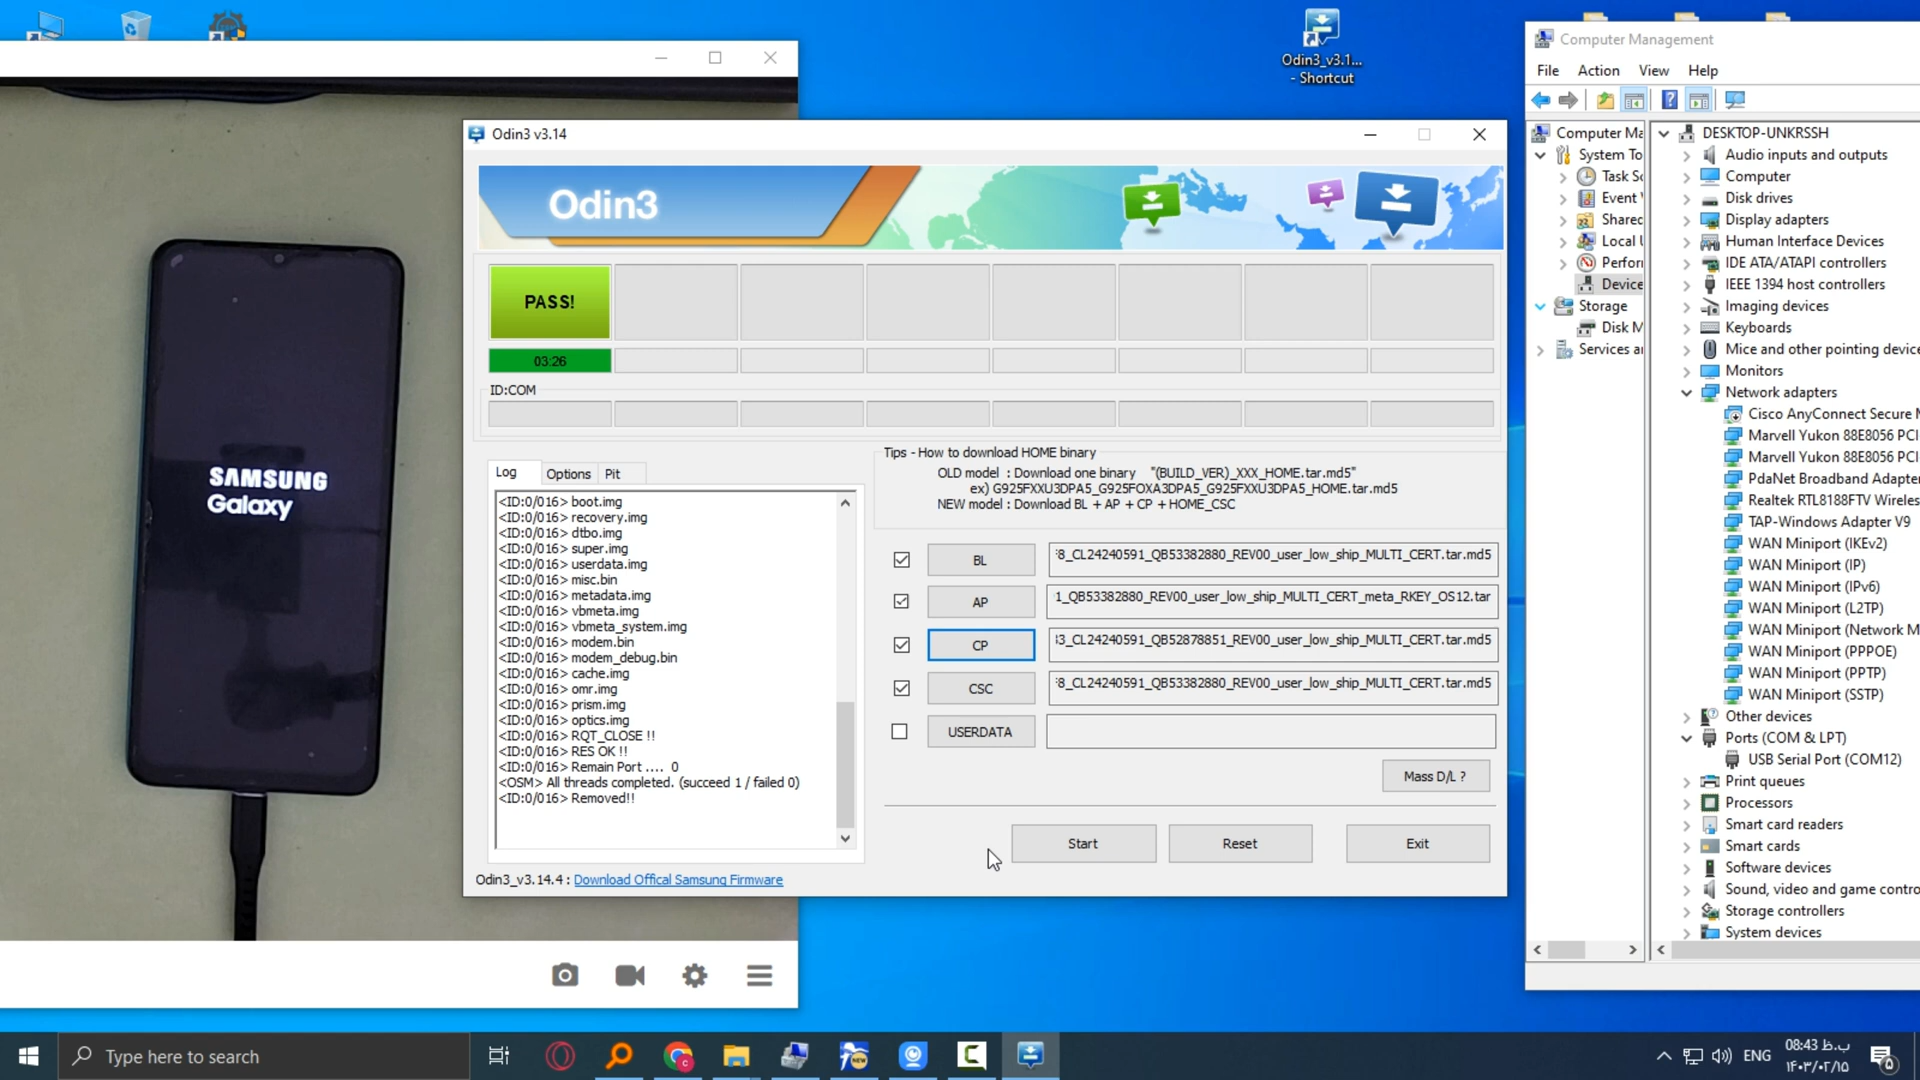 Odin3_v3.1...
- Shortcut
Computer Management
File Action View Help
SAMSUNG
Galaxy
Odin3 v3.14
Odin3
PASS!
03:26
ID:COM
Log
Options
Pit
<ID:0/016> boot.img
<ID:0/016> recovery.img
<ID:0/016> dtbo.img
<ID:0/016> super.img
<ID:0/016> userdata.img
<ID:0/016> misc.bin
<ID:0/016> metadata.img
<ID:0/016> vbmeta.img
<ID:0/016> vbmeta_system.img
<ID:0/016> modem.bin
<ID:0/016> modem_debug.bin
<ID:0/016> cache.img
<ID:0/016> omr.img
<ID:0/016> prism.img
<ID:0/016> optics.img
<ID:0/016> RQT_CLOSE !!
<ID:0/016> RES OK !!
<ID:0/016> Remain Port .... 0
<OSM> All threads completed. (succeed 1 / failed 0)
<ID:0/016> Removed!!
Tips - How to download HOME binary
OLD model : Download one binary "(BUILD_VER)_XXX_HOME.tar.md5"
ex) G925FXXU3DPA5_G925FOXA3DPA5_G925FXXU3DPA5_HOME.tar.md5
NEW model : Download BL + AP + CP + HOME_CSC
BL
8_CL24240591_QB53382880_REV00_user_low_ship_MULTI_CERT.tar.md5
AP
1_QB53382880_REV00_user_low_ship_MULTI_CERT_meta_RKEY_OS12.tar
CP
3_CL24240591_QB52878851_REV00_user_low_ship_MULTI_CERT.tar.md5
CSC
8_CL24240591_QB53382880_REV00_user_low_ship_MULTI_CERT.tar.md5
USERDATA
Mass D/L ?
Start
Reset
Exit
Odin3_v3.14.4 : Download Offical Samsung Firmware
Computer Ma
System To
Task Sc
Event V
Shared
Local U
Perfor
Device
Storage
Disk M
Services an
DESKTOP-UNKRSSH
Audio inputs and outputs
Computer
Disk drives
Display adapters
Human Interface Devices
IDE ATA/ATAPI controllers
IEEE 1394 host controllers
Imaging devices
Keyboards
Mice and other pointing device
Monitors
Network adapters
Cisco AnyConnect Secure M
Marvell Yukon 88E8056 PCI
Marvell Yukon 88E8056 PCI
PdaNet Broadband Adapte
Realtek RTL8188FTV Wireles
TAP-Windows Adapter V9
WAN Miniport (IKEv2)
WAN Miniport (IP)
WAN Miniport (IPv6)
WAN Miniport (L2TP)
WAN Miniport (Network M
WAN Miniport (PPPOE)
WAN Miniport (PPTP)
WAN Miniport (SSTP)
Other devices
Ports (COM & LPT)
USB Serial Port (COM12)
Print queues
Processors
Smart card readers
Smart cards
Software devices
Sound, video and game contro
Storage controllers
System devices
Type here to search
ENG
08:43 ب.ظ
۱۴۰۳/۰۲/۱۵